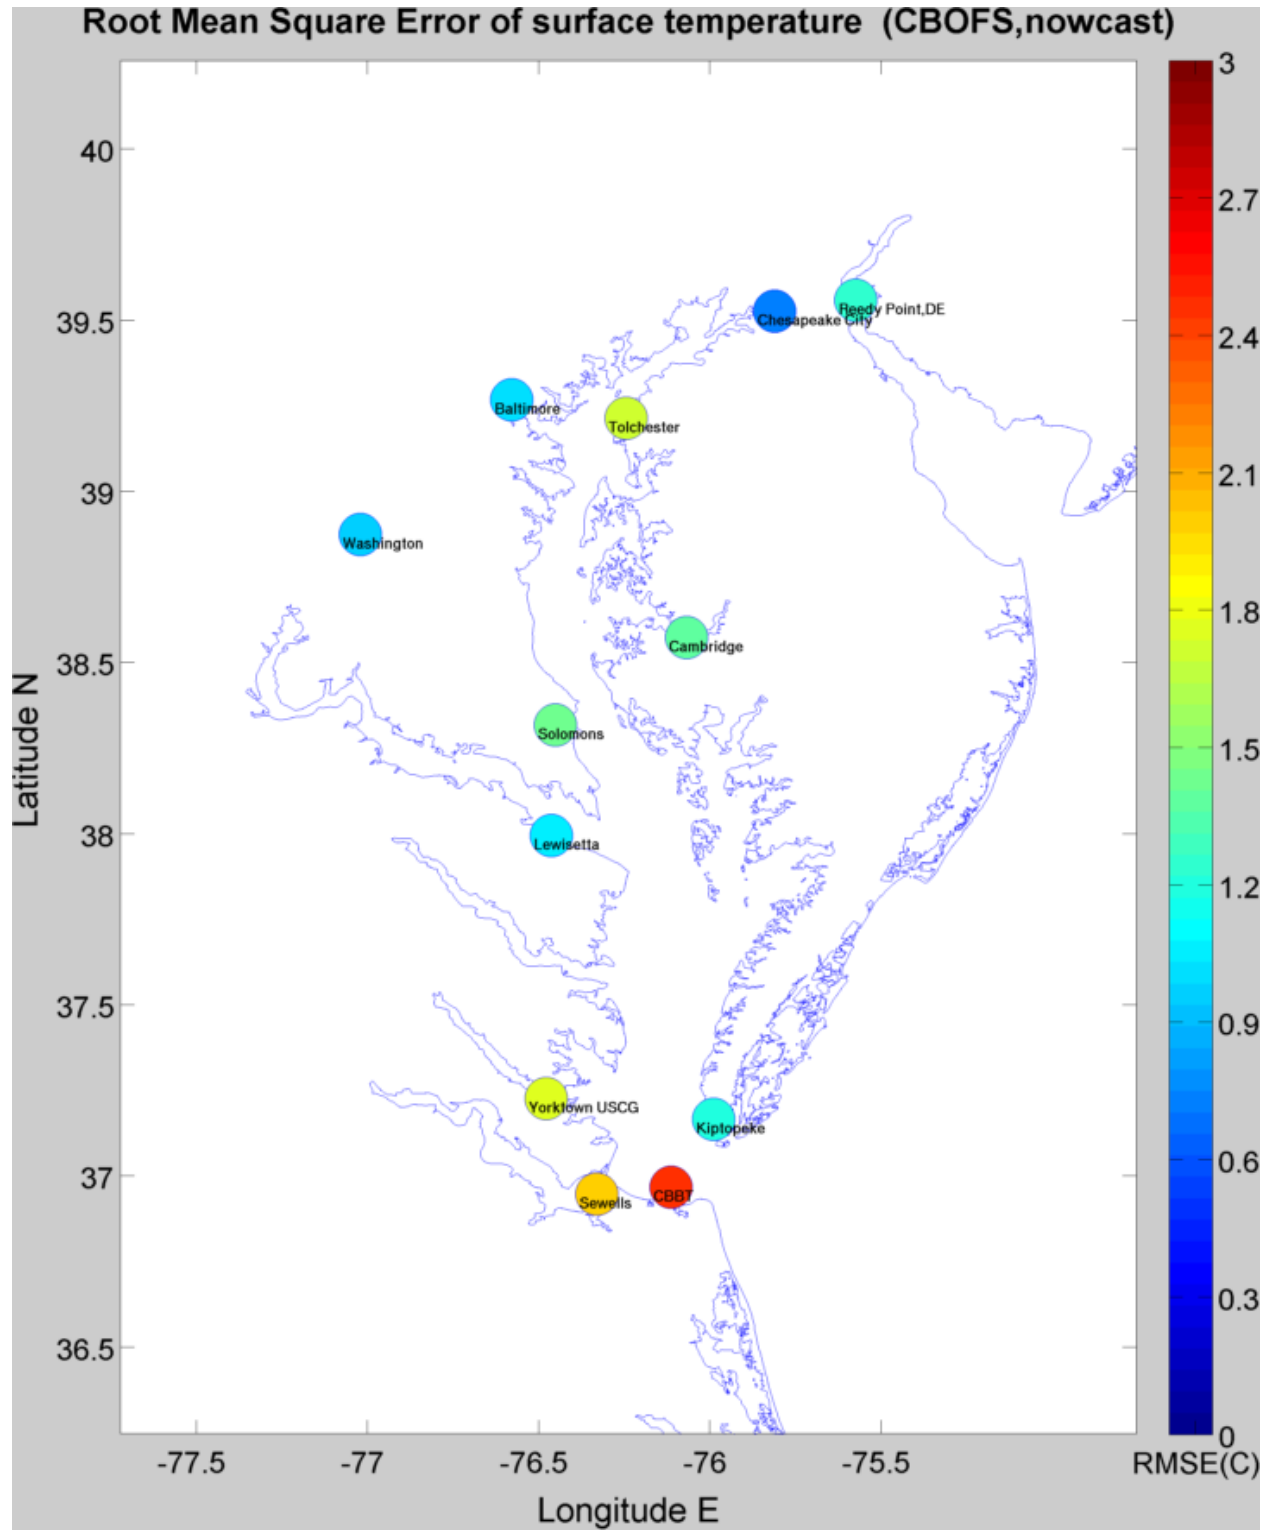 Root Mean Square Error of surface temperature (CBOFS,nowcast)
3
40
2.7
39.5
Reedy Point,DE
Chesapeake City
2.4
Baltimore
Tolchester
39
2.1
Washington
1.8
Cambridge
38.5
Solomons
1.5
Latitude N
38
Lewisetta
1.2
37.5
0.9
Yorktown USCG
Kiptopeke
37
0.6
Sewells
CBBT
36.5
0.3
0
-77.5
-77
-76.5
-76
-75.5
RMSE(C)
Longitude E